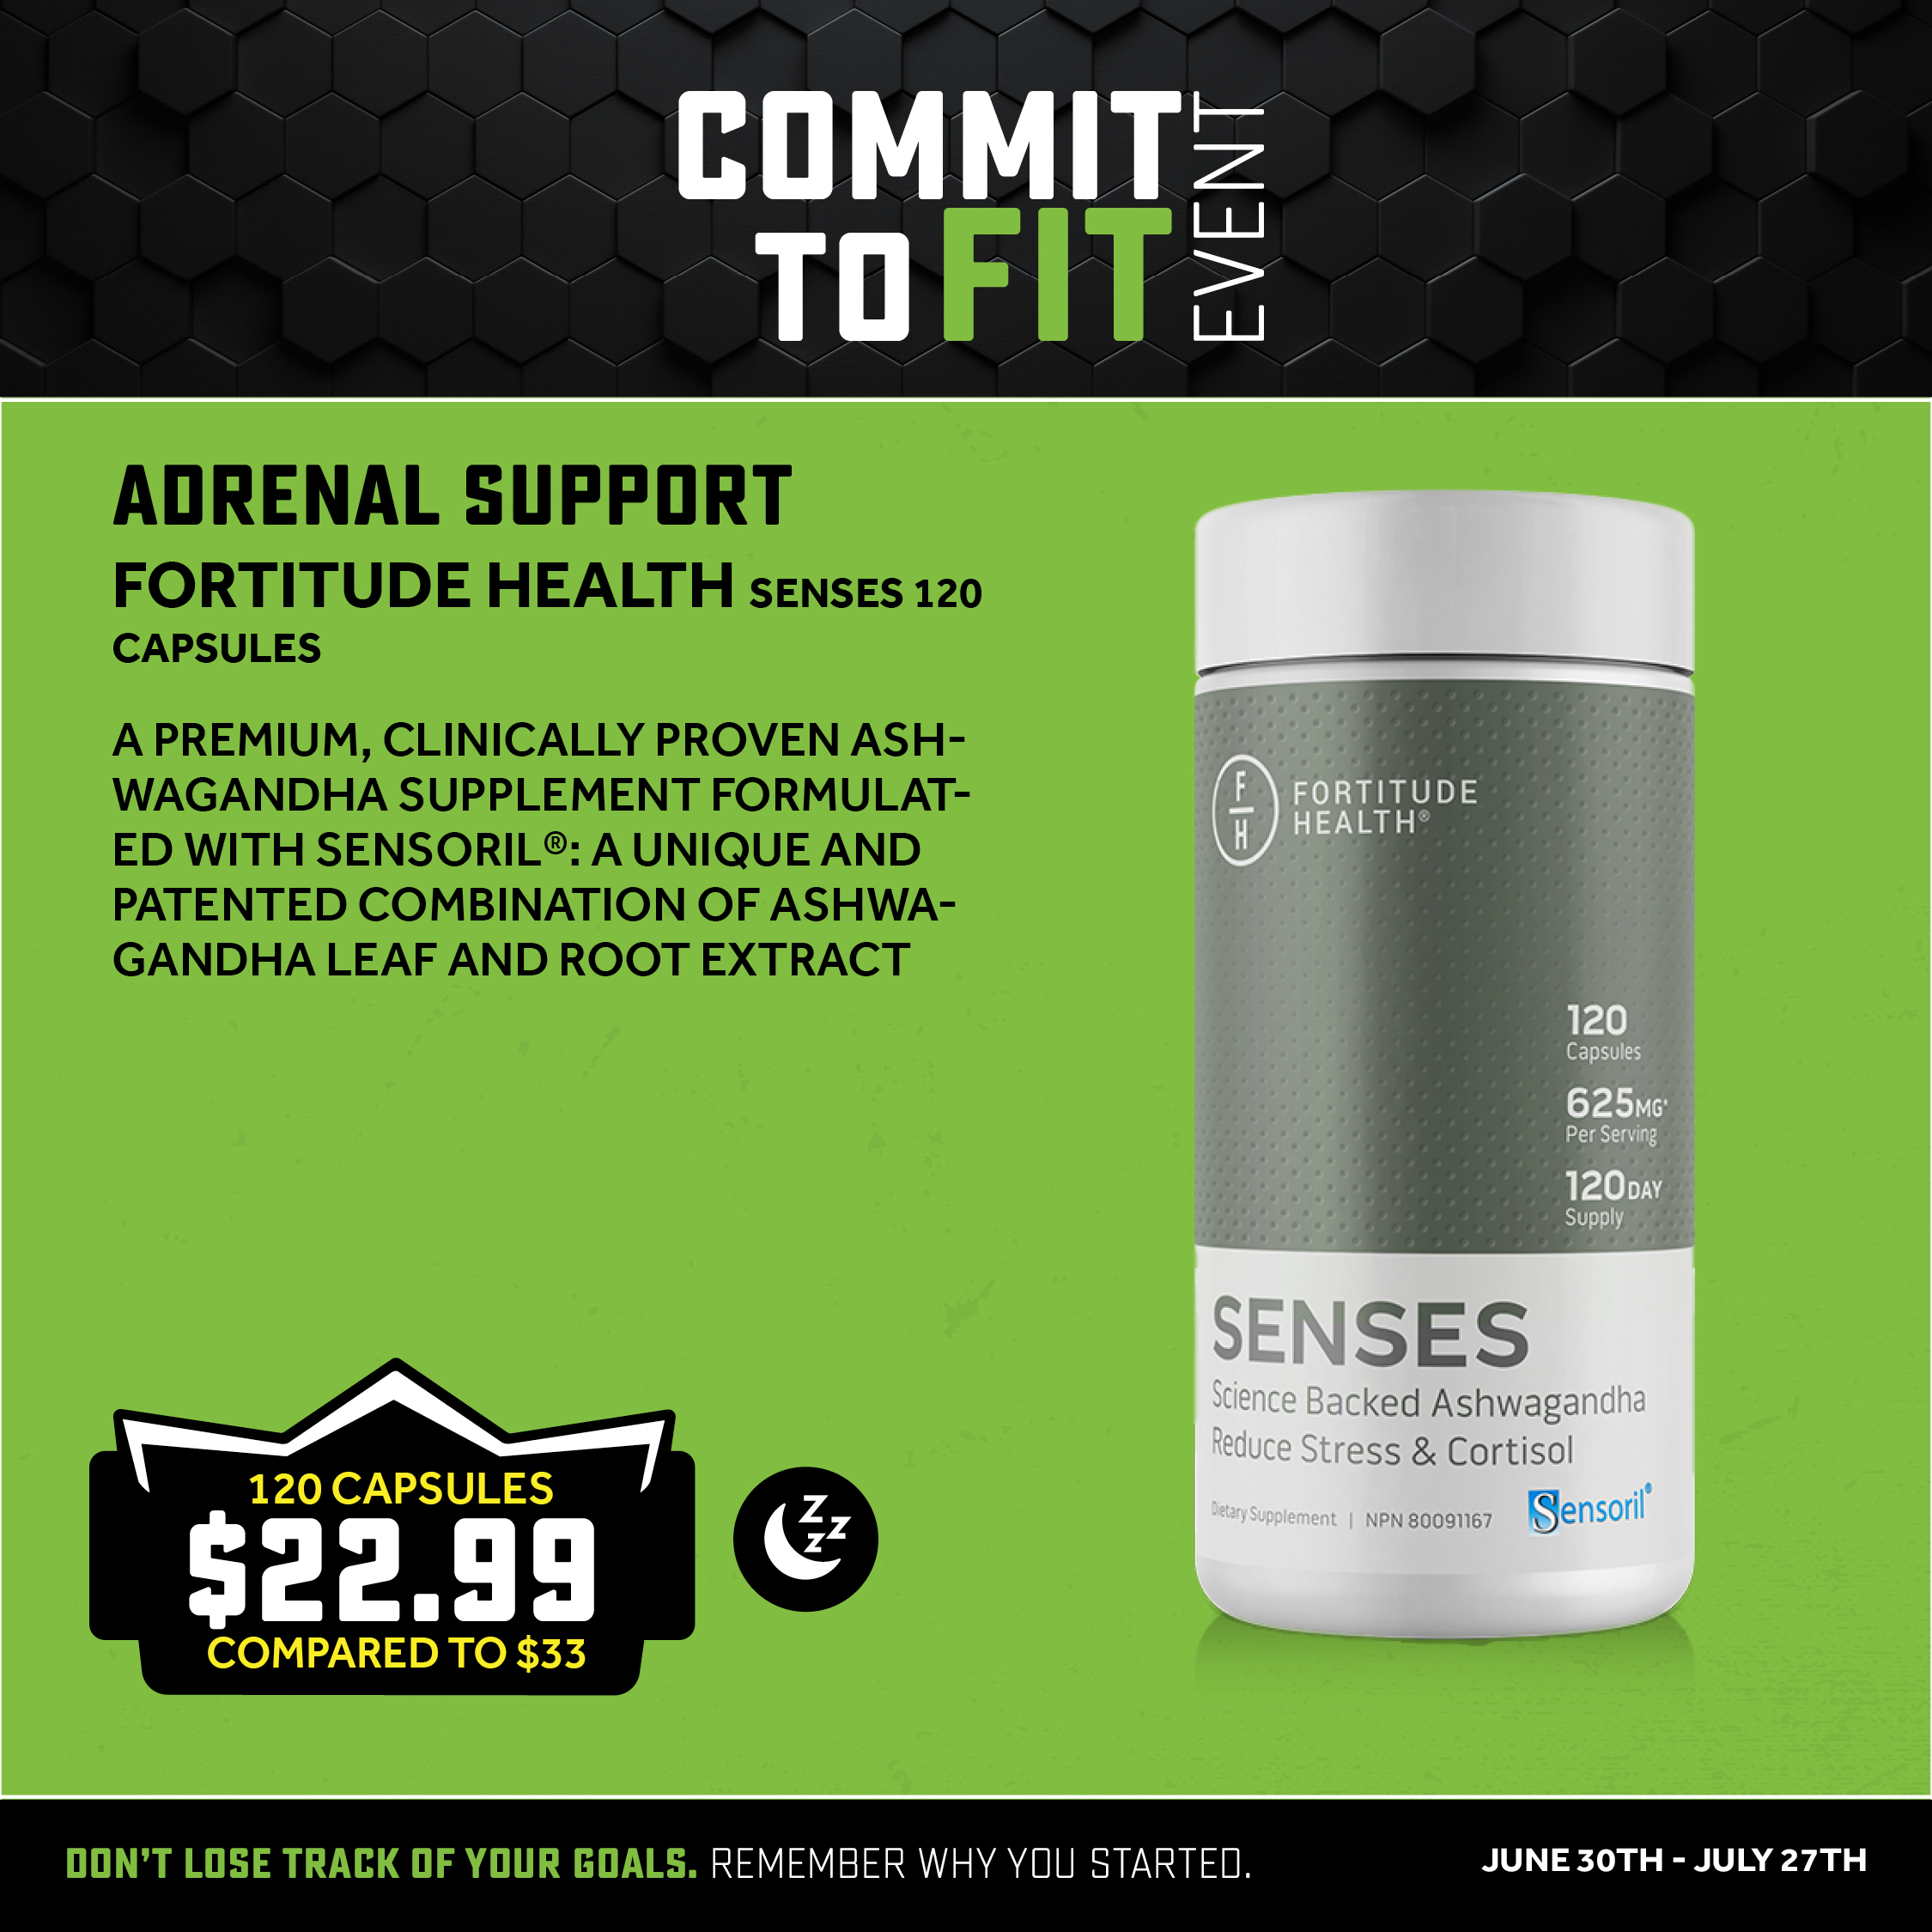 COMMIT
TO FIT
EVENT
ADRENAL SUPPORT
FORTITUDE HEALTH SENSES 120
CAPSULES
A PREMIUM, CLINICALLY PROVEN ASH-
WAGANDHA SUPPLEMENT FORMULAT-
ED WITH SENSORIL®: A UNIQUE AND
PATENTED COMBINATION OF ASHWA-
GANDHA LEAF AND ROOT EXTRACT
F
H
FORTITUDE
HEALTH®
120
Capsules
625MG*
Per Serving
120DAY
Supply
SENSES
Science Backed Ashwagandha
Reduce Stress & Cortisol
Dietary Supplement | NPN 80091167
Sensoril®
120 CAPSULES
$22.99
COMPARED TO $33
Z
Z
Z
Z
DON'T LOSE TRACK OF YOUR GOALS. REMEMBER WHY YOU STARTED.
JUNE 30TH - JULY 27TH